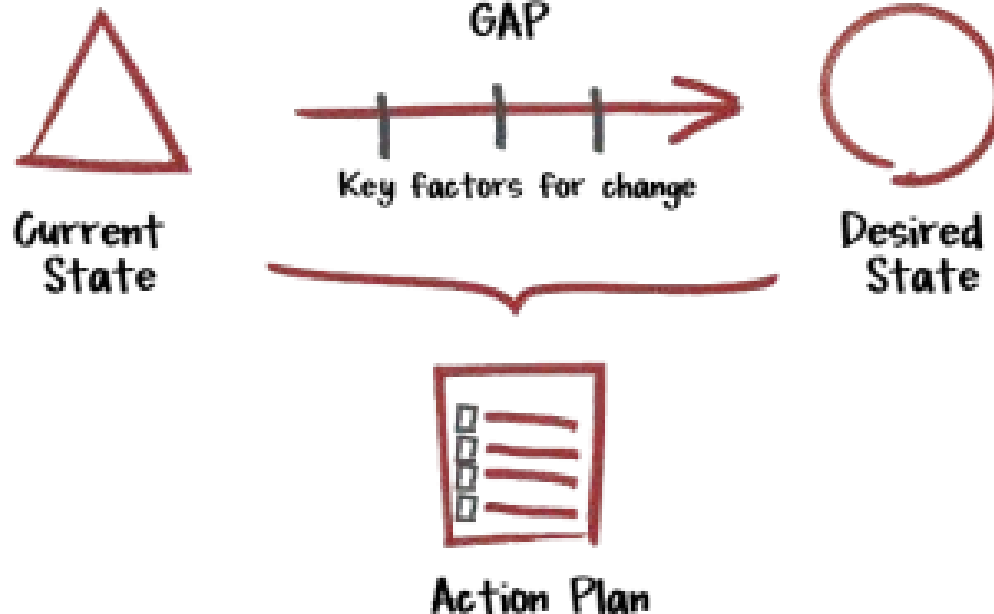 GAP
Key factors for change
Current
State
Desired
State
Action Plan